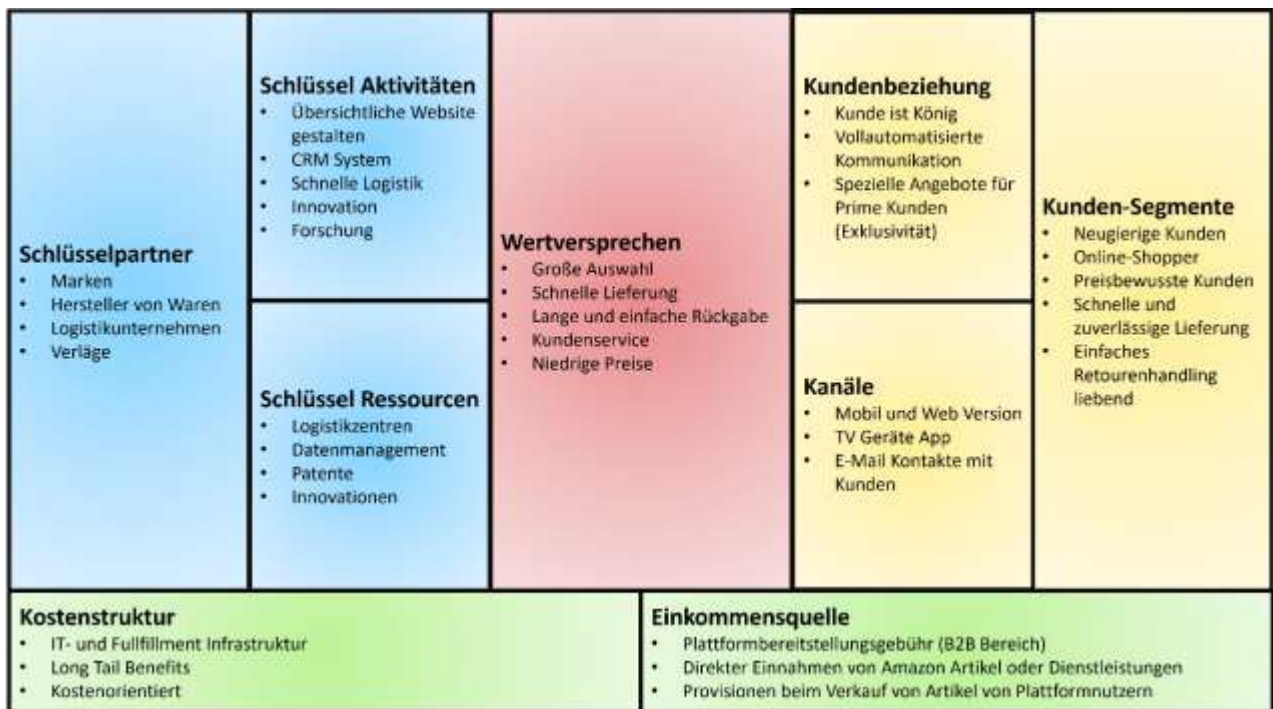 Schlüsselpartner
• Marken
• Hersteller von Waren
• Logistikunternehmen
• Verläge
Schlüssel Aktivitäten
• Übersichtliche Website
gestalten
• CRM System
• Schnelle Logistik
• Innovation
• Forschung
Schlüssel Ressourcen
• Logistikzentren
• Datenmanagement
• Patente
• Innovationen
Wertversprechen
• Große Auswahl
• Schnelle Lieferung
• Lange und einfache Rückgabe
• Kundenservice
• Niedrige Preise
Kundenbeziehung
• Kunde ist König
• Vollautomatisierte
Kommunikation
• Spezielle Angebote für
Prime Kunden
(Exklusivität)
Kanäle
• Mobil und Web Version
• TV Geräte App
• E-Mail Kontakte mit
Kunden
Kunden-Segmente
• Neugierige Kunden
• Online-Shopper
• Preisbewusste Kunden
• Schnelle und
zuverlässige Lieferung
• Einfaches
Retourenhandling
liebend
Kostenstruktur
• IT- und Fullfillment Infrastruktur
• Long Tail Benefits
• Kostenorientiert
Einkommensquelle
• Plattformbereitstellungsgebühr (B2B Bereich)
• Direkter Einnahmen von Amazon Artikel oder Dienstleistungen
• Provisionen beim Verkauf von Artikel von Plattformnutzern